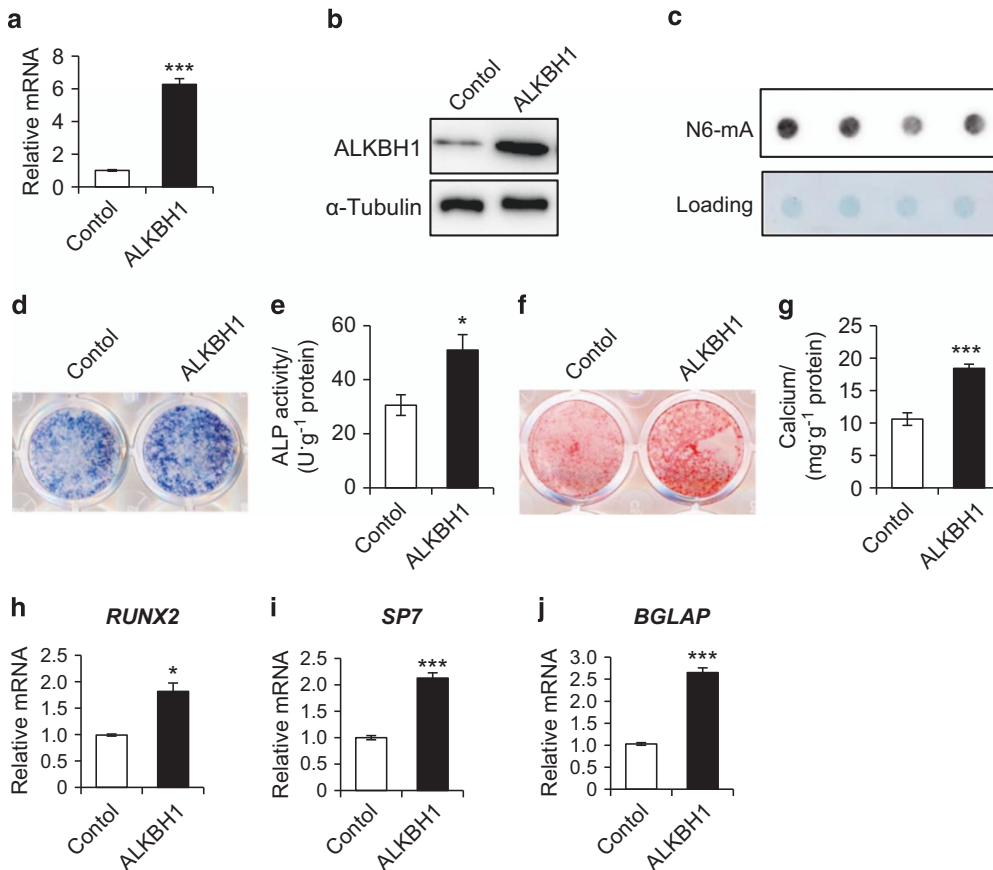 a
Relative mRNA
8
6
4
2
0
***
Contol
ALKBH1
b
Contol
ALKBH1
ALKBH1
α-Tubulin
c
N6-mA
Loading
d
Contol
ALKBH1
e
ALP activity/
(U·g⁻¹ protein)
60
40
20
0
*
Contol
ALKBH1
f
Contol
ALKBH1
g
Calcium/
(mg·g⁻¹ protein)
25
20
15
10
5
0
***
Contol
ALKBH1
h
RUNX2
Relative mRNA
2.5
2.0
1.5
1.0
0.5
0
*
Contol
ALKBH1
i
SP7
Relative mRNA
2.5
2.0
1.5
1.0
0.5
0
***
Contol
ALKBH1
j
BGLAP
Relative mRNA
3.0
2.5
2.0
1.5
1.0
0.5
0
***
Contol
ALKBH1